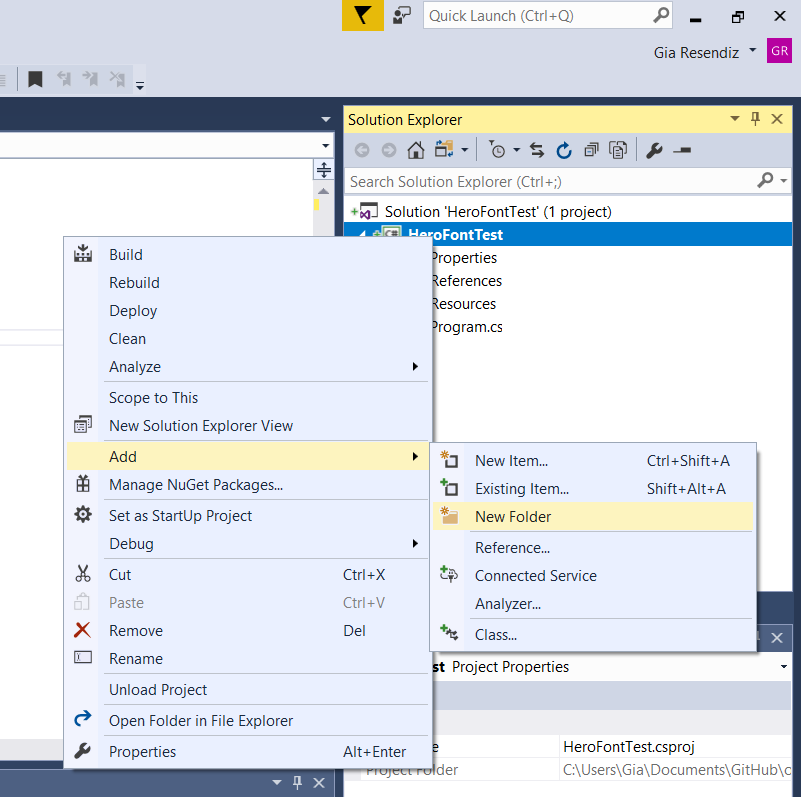 Quick Launch (Ctrl+Q)
Gia Resendiz GR
Solution Explorer
Search Solution Explorer (Ctrl+;)
Solution 'HeroFontTest' (1 project)
C# HeroFontTest
Properties
References
Resources
Program.cs
Build
Rebuild
Deploy
Clean
Analyze
Scope to This
New Solution Explorer View
Add
Manage NuGet Packages...
Set as StartUp Project
Debug
Cut Ctrl+X
Paste Ctrl+V
Remove Del
Rename
Unload Project
Open Folder in File Explorer
Properties Alt+Enter
New Item... Ctrl+Shift+A
Existing Item... Shift+Alt+A
New Folder
Reference...
Connected Service
Analyzer...
Class...
st Project Properties
e HeroFontTest.csproj
Project Folder C:\Users\Gia\Documents\GitHub\c